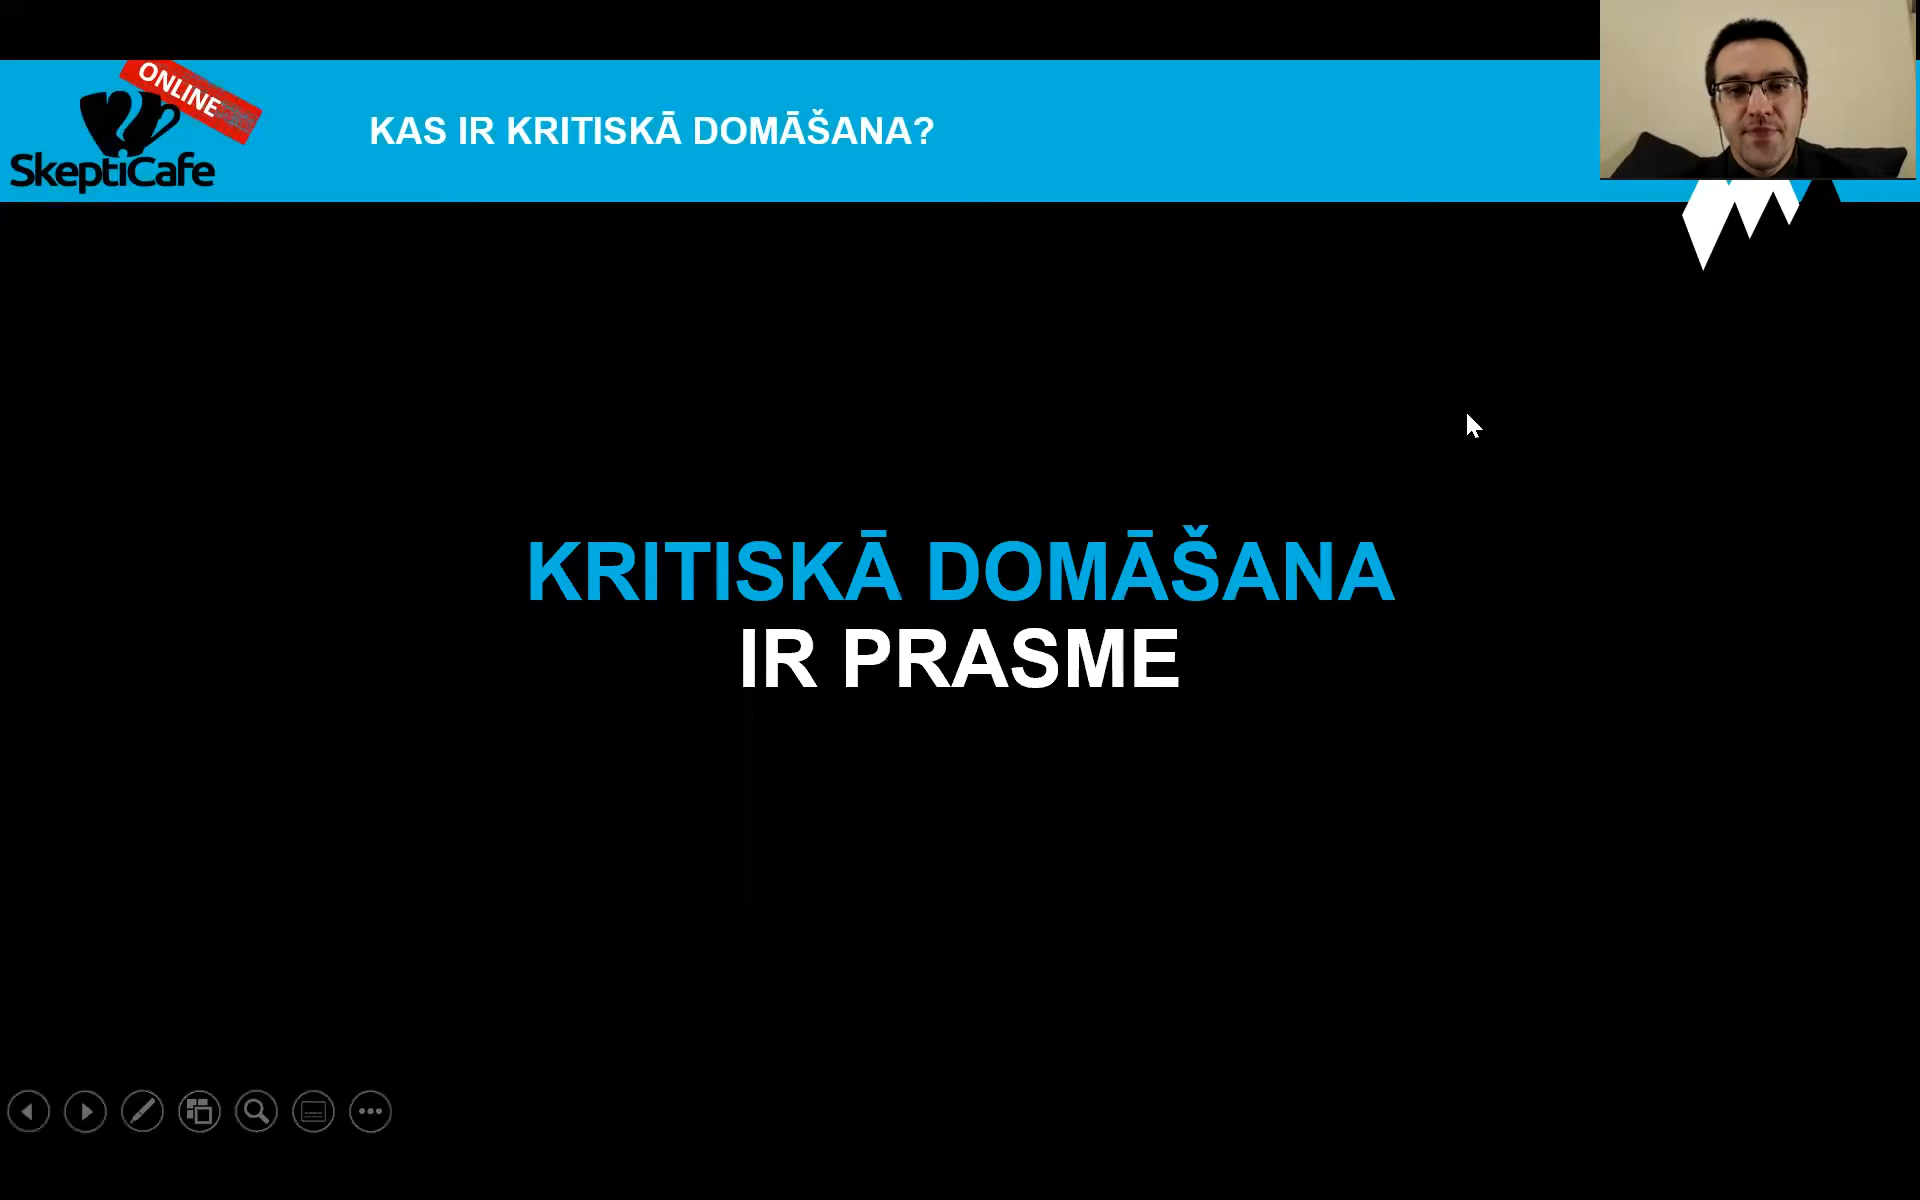 ONLINE
SkeptiCafe
KAS IR KRITISKĀ DOMĀŠANA?
KRITISKĀ DOMĀŠANA
IR PRASME